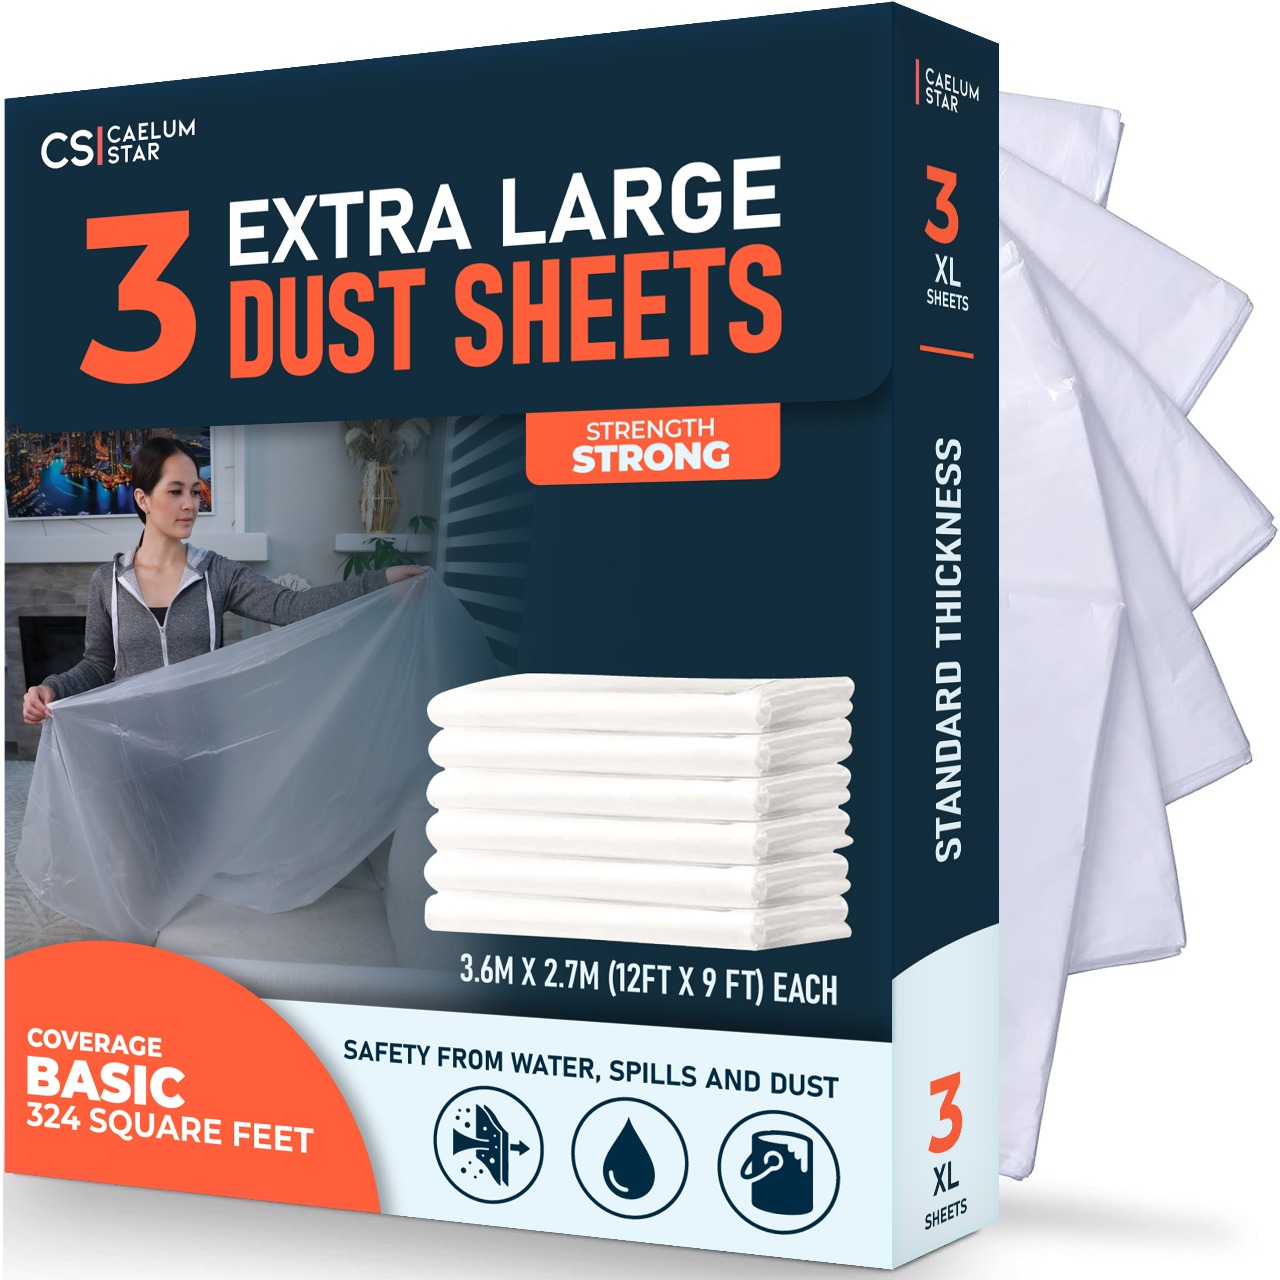 CS CAELUM
STAR
3 EXTRA LARGE
DUST SHEETS
STRENGTH
STRONG
3.6M X 2.7M (12FT X 9 FT) EACH
COVERAGE
BASIC
324 SQUARE FEET
SAFETY FROM WATER, SPILLS AND DUST
CAELUM
STAR
3
XL
SHEETS
STANDARD THICKNESS
3
XL
SHEETS